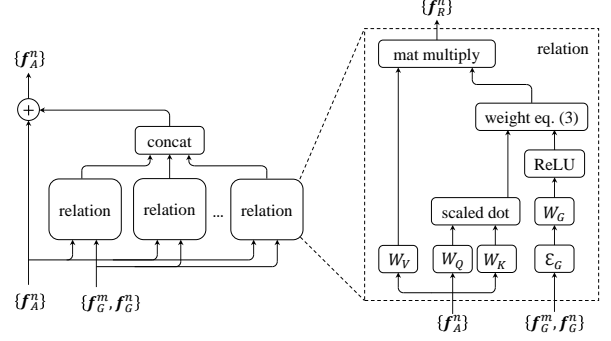 {f_A^n}
+
concat
relation
relation
...
relation
{f_A^n}
{f_G^m, f_G^n}
{f_R^n}
relation
mat multiply
weight eq. (3)
ReLU
scaled dot
W_G
W_V
W_Q
W_K
ℰ_G
{f_A^n}
{f_G^m, f_G^n}